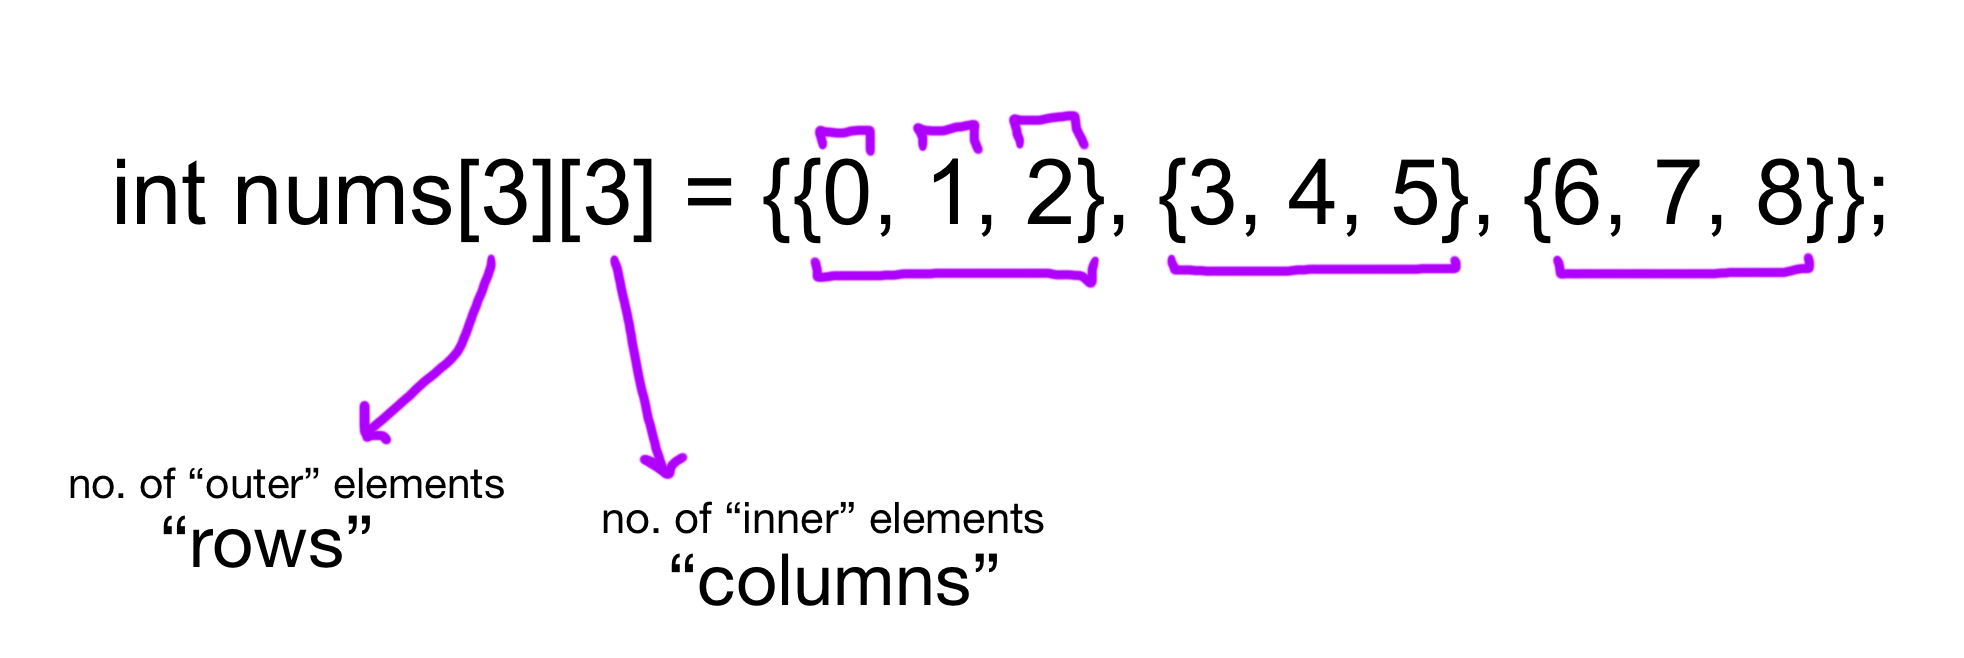 int nums[3][3] = {{0, 1, 2}, {3, 4, 5}, {6, 7, 8}};
no. of “outer” elements
“rows”
no. of “inner” elements
“columns”